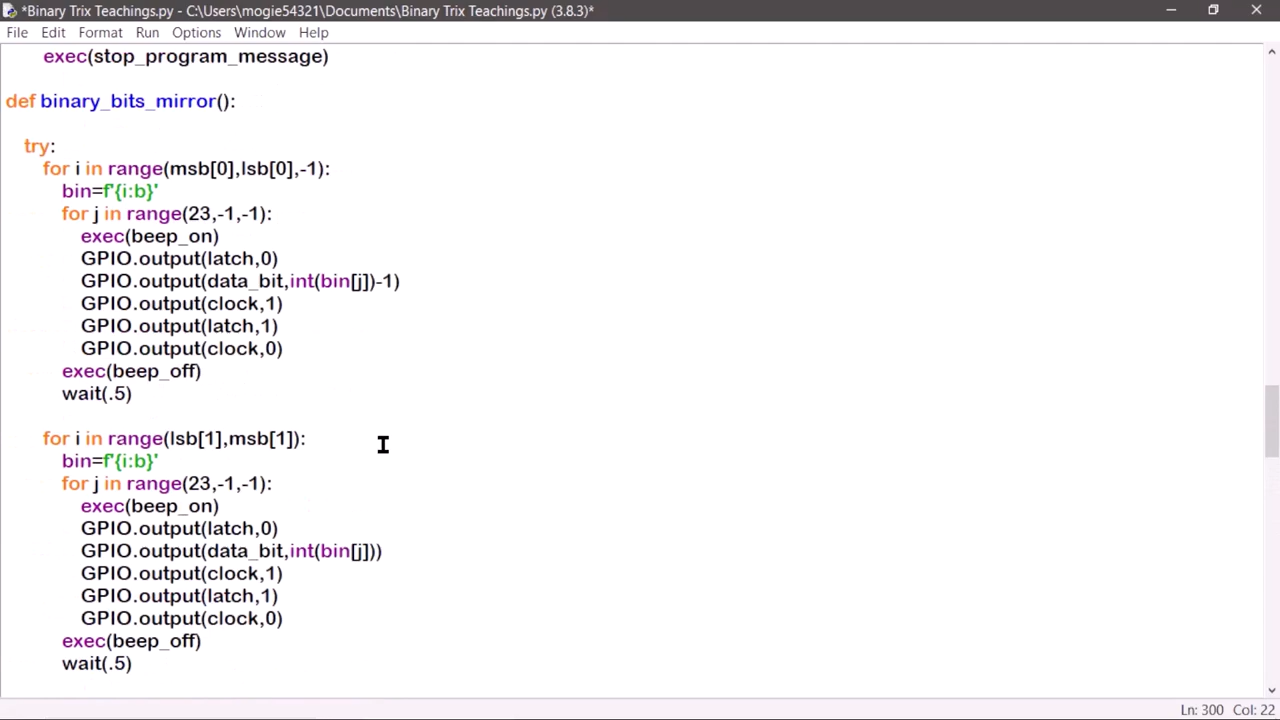 *Binary Trix Teachings.py - C:\Users\mogie54321\Documents\Binary Trix Teachings.py (3.8.3)*
File Edit Format Run Options Window Help
exec(stop_program_message)
def binary_bits_mirror():
try:
for i in range(msb[0],lsb[0],-1):
bin=f'{i:b}'
for j in range(23,-1,-1):
exec(beep_on)
GPIO.output(latch,0)
GPIO.output(data_bit,int(bin[j])-1)
GPIO.output(clock,1)
GPIO.output(latch,1)
GPIO.output(clock,0)
exec(beep_off)
wait(.5)
for i in range(lsb[1],msb[1]):
bin=f'{i:b}'
for j in range(23,-1,-1):
exec(beep_on)
GPIO.output(latch,0)
GPIO.output(data_bit,int(bin[j]))
GPIO.output(clock,1)
GPIO.output(latch,1)
GPIO.output(clock,0)
exec(beep_off)
wait(.5)
Ln: 300 Col: 22